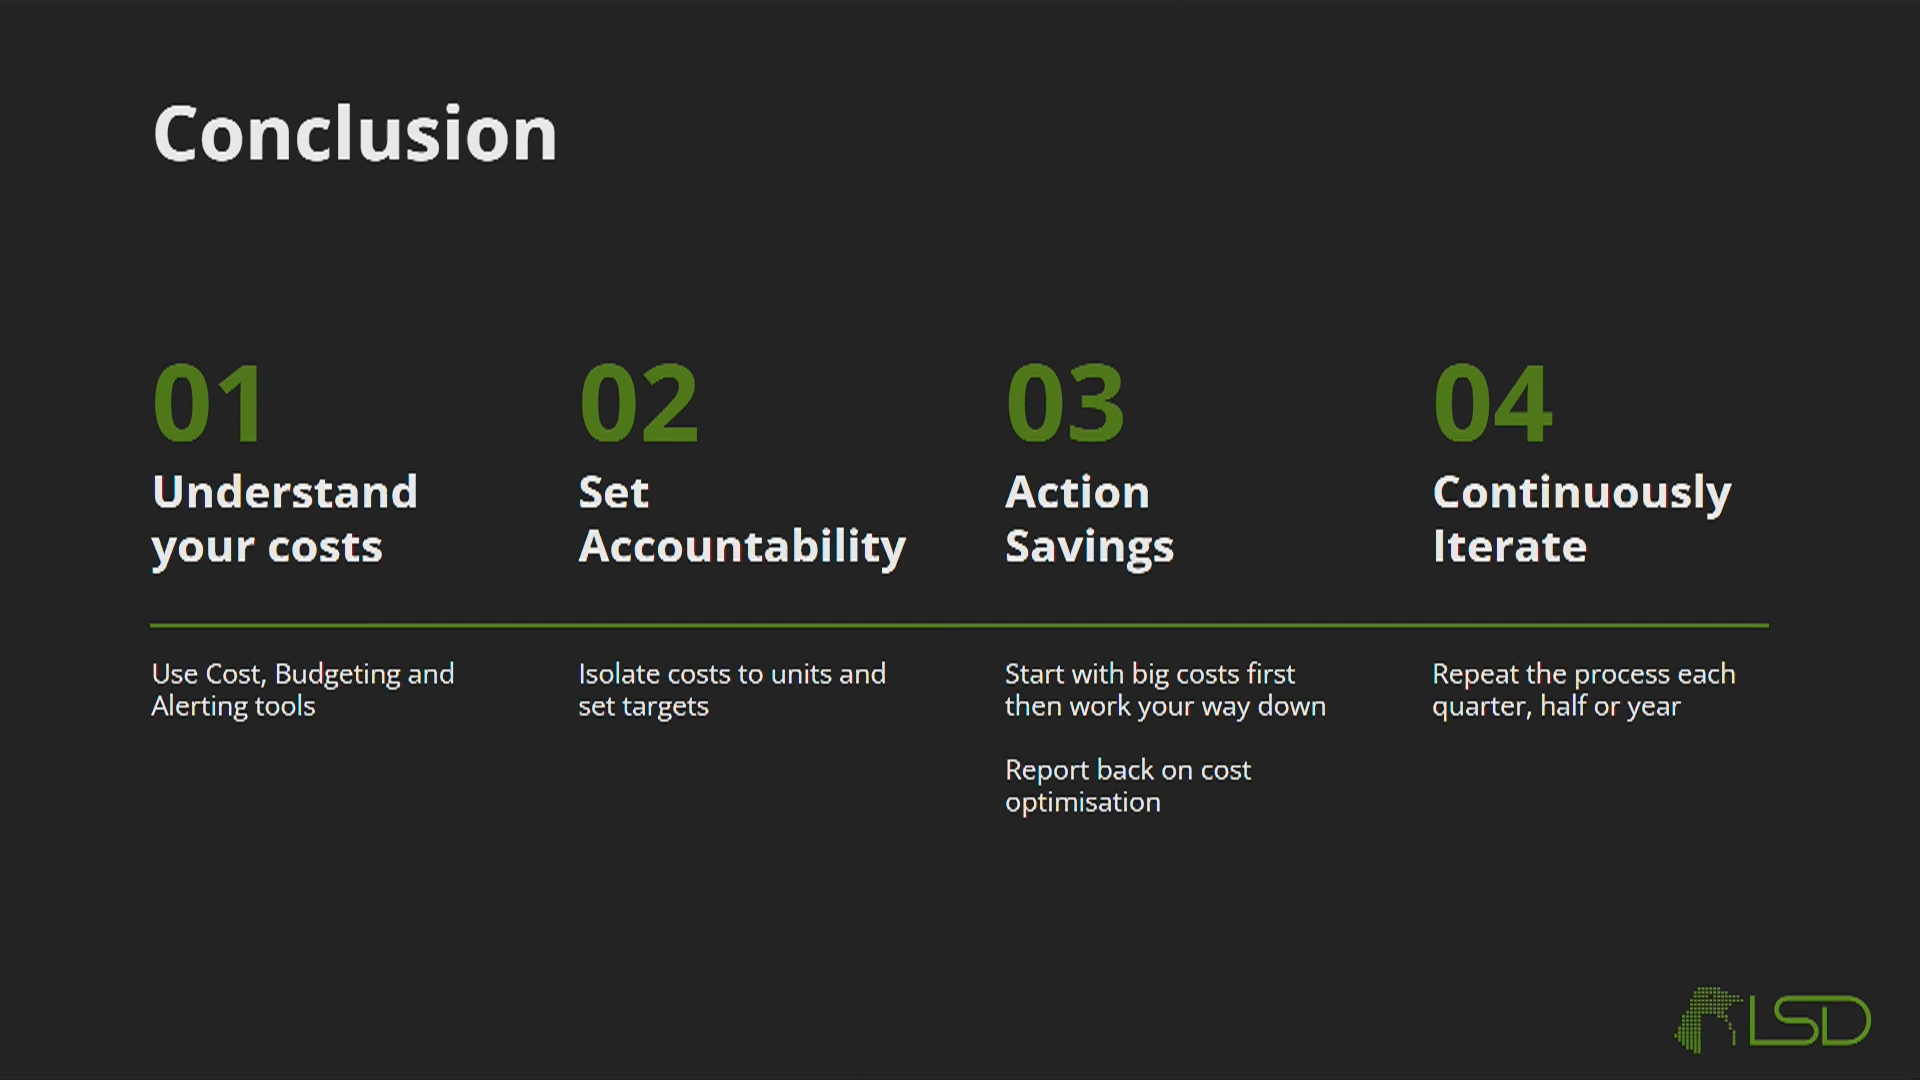 Conclusion
01
Understand
your costs
Use Cost, Budgeting and
Alerting tools
02
Set
Accountability
Isolate costs to units and
set targets
03
Action
Savings
Start with big costs first
then work your way down
Report back on cost
optimisation
04
Continuously
Iterate
Repeat the process each
quarter, half or year
LSD